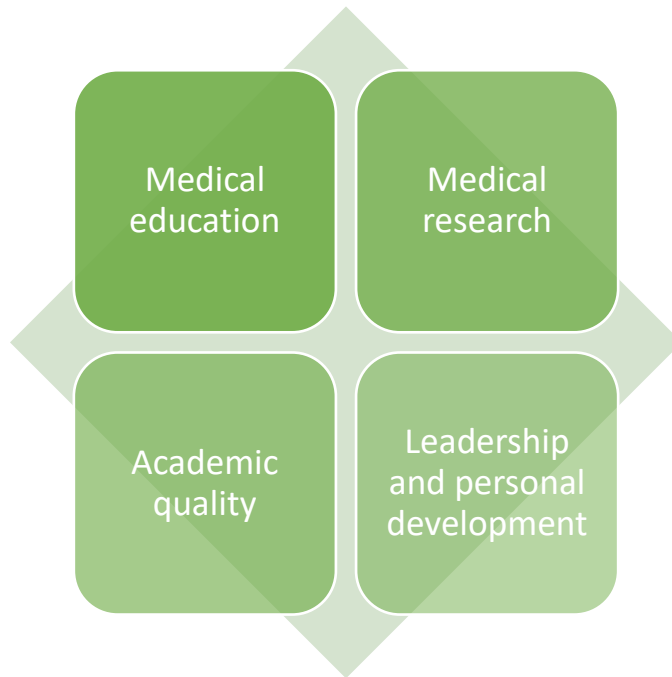 Medical
education
Medical
research
Academic
quality
Leadership
and personal
development